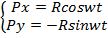 Px = Rcoswt
Py = −Rsinwt